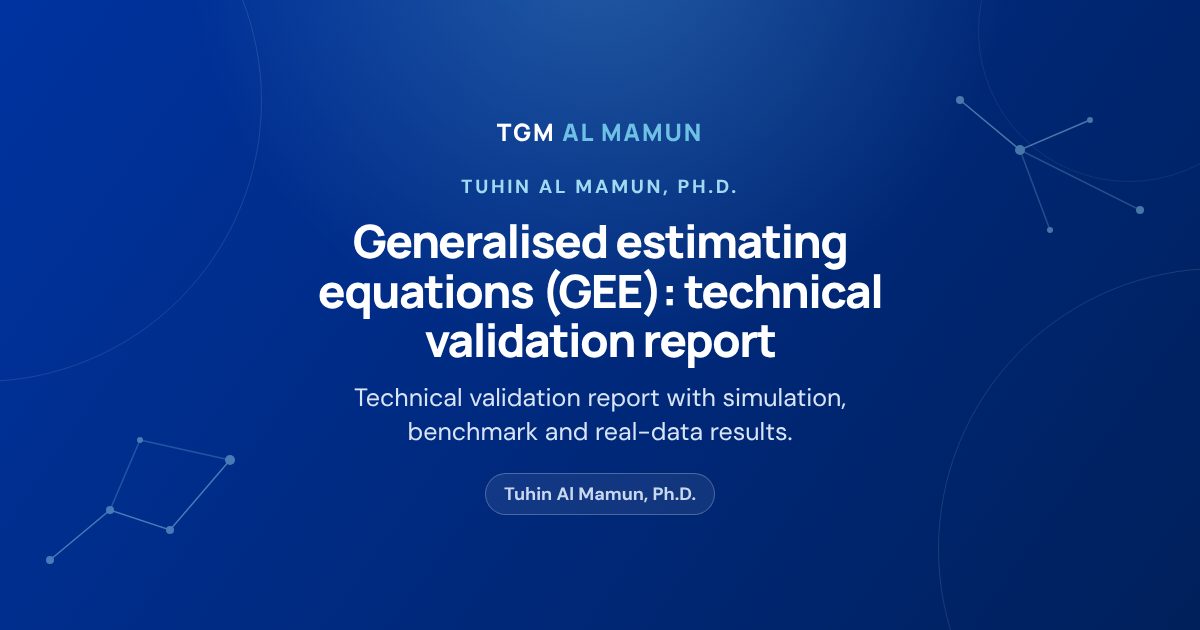 TGM AL MAMUN
TUHIN AL MAMUN, PH.D.
Generalised estimating
equations (GEE): technical
validation report
Technical validation report with simulation,
benchmark and real-data results.
Tuhin Al Mamun, Ph.D.